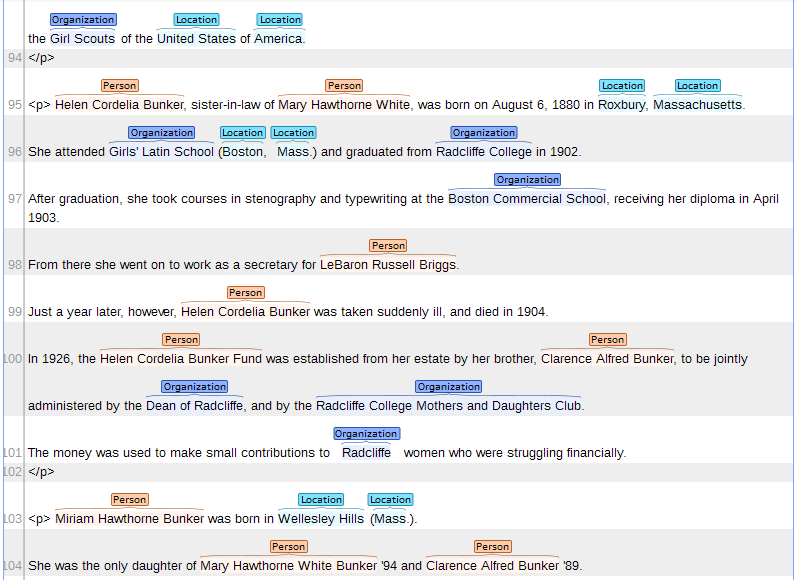 Organization Location Location
the Girl Scouts of the United States of America.
94 </p>
Person Person Location Location
95 <p> Helen Cordelia Bunker, sister-in-law of Mary Hawthorne White, was born on August 6, 1880 in Roxbury, Massachusetts.
Organization Location Location Organization
96 She attended Girls' Latin School (Boston, Mass.) and graduated from Radcliffe College in 1902.
Organization
97 After graduation, she took courses in stenography and typewriting at the Boston Commercial School, receiving her diploma in April
1903.
Person
98 From there she went on to work as a secretary for LeBaron Russell Briggs.
Person
99 Just a year later, however, Helen Cordelia Bunker was taken suddenly ill, and died in 1904.
Person Person
100 In 1926, the Helen Cordelia Bunker Fund was established from her estate by her brother, Clarence Alfred Bunker, to be jointly
Organization Organization
administered by the Dean of Radcliffe, and by the Radcliffe College Mothers and Daughters Club.
Organization
101 The money was used to make small contributions to Radcliffe women who were struggling financially.
102 </p>
Person Location Location
103 <p> Miriam Hawthorne Bunker was born in Wellesley Hills (Mass.).
Person Person
104 She was the only daughter of Mary Hawthorne White Bunker '94 and Clarence Alfred Bunker '89.